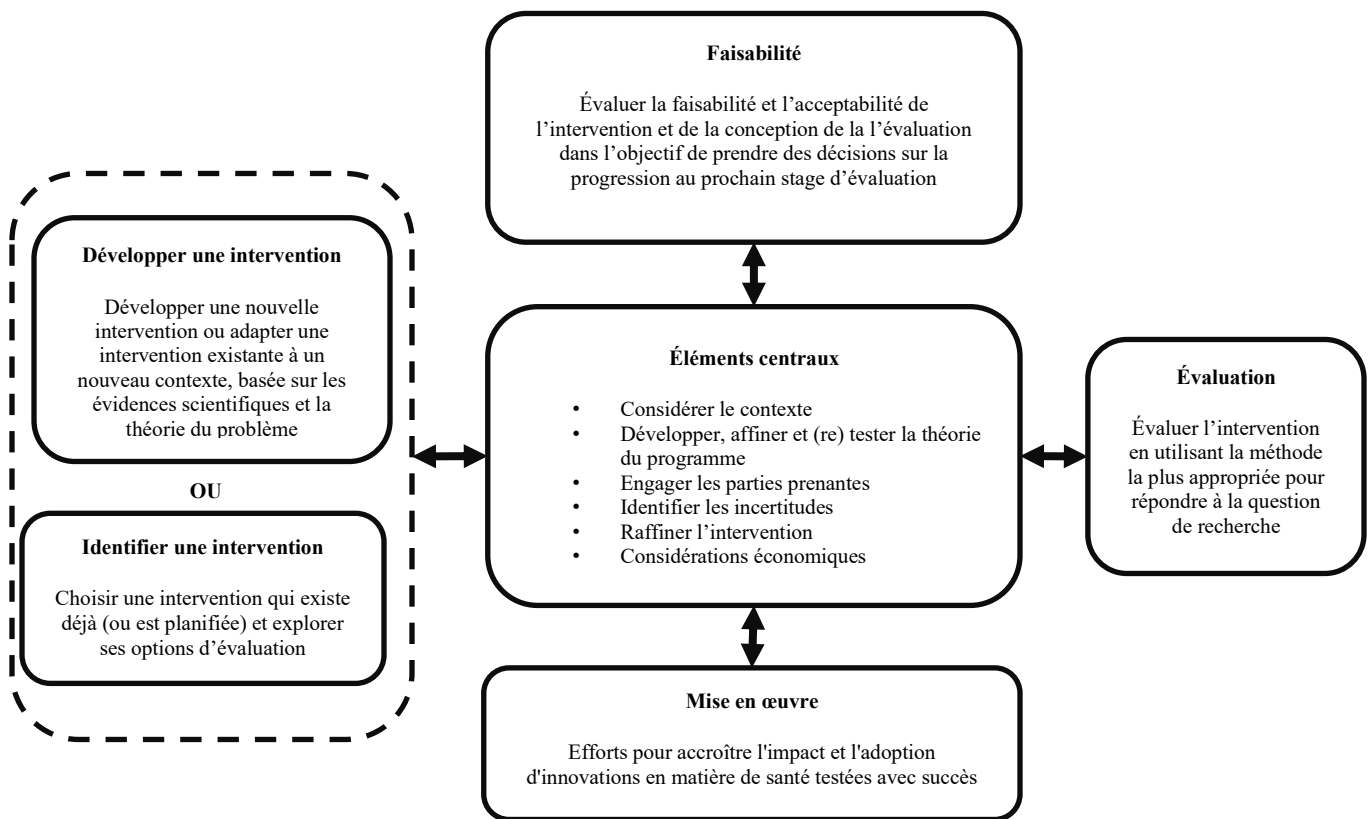 Faisabilité
Évaluer la faisabilité et l’acceptabilité de
l’intervention et de la conception de la l’évaluation
dans l’objectif de prendre des décisions sur la
progression au prochain stage d’évaluation
Développer une intervention
Développer une nouvelle
intervention ou adapter une
intervention existante à un
nouveau contexte, basée sur les
évidences scientifiques et la
théorie du problème
OU
Identifier une intervention
Choisir une intervention qui existe
déjà (ou est planifiée) et explorer
ses options d’évaluation
Éléments centraux
• Considérer le contexte
• Développer, affiner et (re) tester la théorie
du programme
• Engager les parties prenantes
• Identifier les incertitudes
• Raffiner l’intervention
• Considérations économiques
Évaluation
Évaluer l’intervention
en utilisant la méthode
la plus appropriée pour
répondre à la question
de recherche
Mise en œuvre
Efforts pour accroître l'impact et l'adoption
d'innovations en matière de santé testées avec succès